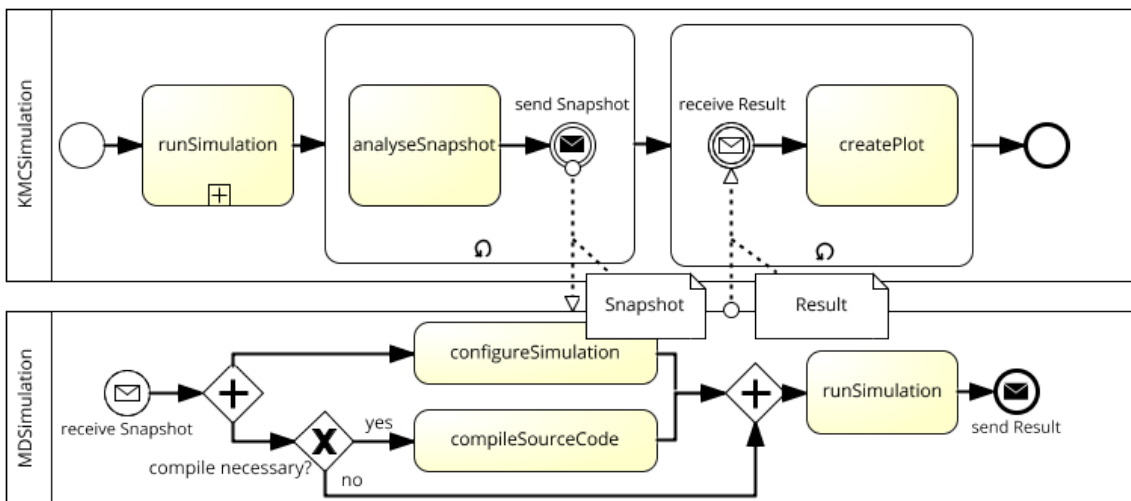 KMCSimulation
runSimulation
analyseSnapshot
send Snapshot
receive Result
createPlot
Snapshot
Result
MDSimulation
receive Snapshot
configureSimulation
compile necessary?
yes
no
compileSourceCode
runSimulation
send Result